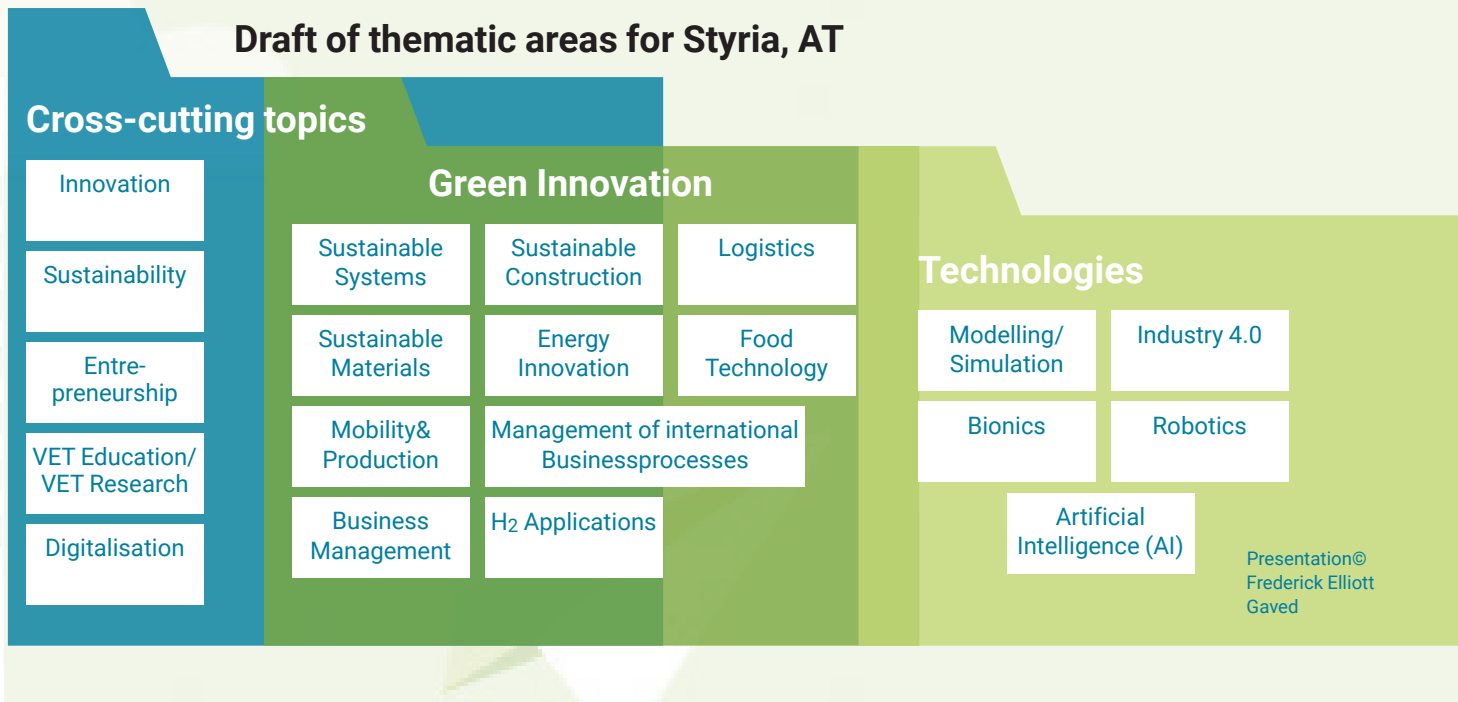 Draft of thematic areas for Styria, AT
Cross-cutting topics
Innovation
Sustainability
Entre-
preneurship
VET Education/
VET Research
Digitalisation
Green Innovation
Sustainable
Systems
Sustainable
Construction
Logistics
Sustainable
Materials
Energy
Innovation
Food
Technology
Mobility&
Production
Management of international
Businessprocesses
Business
Management
H₂ Applications
Technologies
Modelling/
Simulation
Industry 4.0
Bionics
Robotics
Artificial
Intelligence (AI)
Presentation©
Frederick Elliott
Gaved